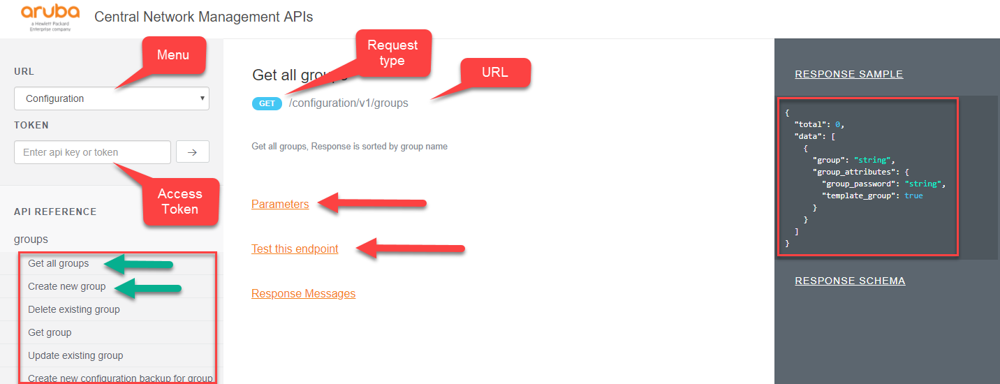 aruba
a Hewlett Packard
Enterprise company
Central Network Management APIs
Menu
URL
Configuration
TOKEN
Enter api key or token
Access
Token
API REFERENCE
groups
Get all groups
Create new group
Delete existing group
Get group
Update existing group
Create new configuration backup for group
Request
type
URL
Get all groups
GET /configuration/v1/groups
Get all groups, Response is sorted by group name
Parameters
Test this endpoint
Response Messages
RESPONSE SAMPLE
{
"total": 0,
"data": [
{
"group": "string",
"group_attributes": {
"group_password": "string",
"template_group": true
}
}
]
}
RESPONSE SCHEMA